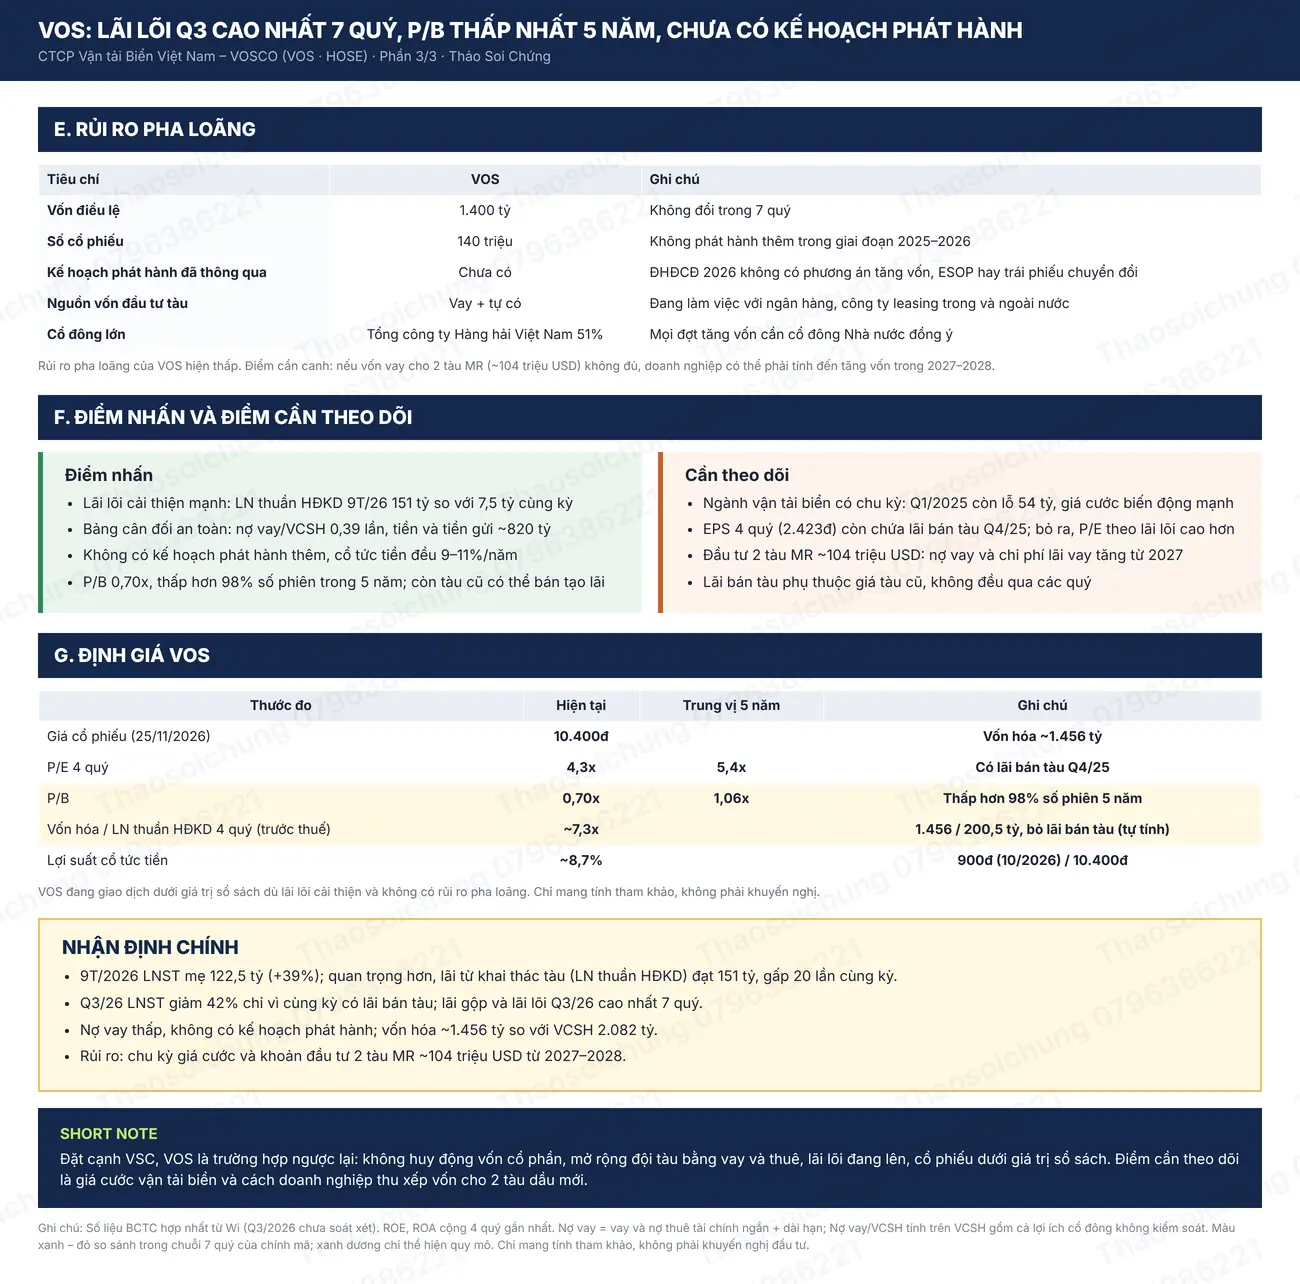 VOS: LÃI LÕI Q3 CAO NHẤT 7 QUÝ, P/B THẤP NHẤT 5 NĂM, CHƯA CÓ KẾ HOẠCH PHÁT HÀNH
CTCP Vận tải Biển Việt Nam – VOSCO (VOS · HOSE) · Phần 3/3 · Thảo Soi Chứng
E. RỦI RO PHA LOÃNG
Tiêu chí VOS Ghi chú
Vốn điều lệ 1.400 tỷ Không đổi trong 7 quý
Số cổ phiếu 140 triệu Không phát hành thêm trong giai đoạn 2025–2026
Kế hoạch phát hành đã thông qua Chưa có ĐHĐCĐ 2026 không có phương án tăng vốn, ESOP hay trái phiếu chuyển đổi
Nguồn vốn đầu tư tàu Vay + tự có Đang làm việc với ngân hàng, công ty leasing trong và ngoài nước
Cổ đông lớn Tổng công ty Hàng hải Việt Nam 51% Mọi đợt tăng vốn cần cổ đông Nhà nước đồng ý
Rủi ro pha loãng của VOS hiện thấp. Điểm cần canh: nếu vốn vay cho 2 tàu MR (~104 triệu USD) không đủ, doanh nghiệp có thể phải tính đến tăng vốn trong 2027–2028.
F. ĐIỂM NHẤN VÀ ĐIỂM CẦN THEO DÕI
Điểm nhấn
• Lãi lõi cải thiện mạnh: LN thuần HĐKD 9T/26 151 tỷ so với 7,5 tỷ cùng kỳ
• Bảng cân đối an toàn: nợ vay/VCSH 0,39 lần, tiền và tiền gửi ~820 tỷ
• Không có kế hoạch phát hành thêm, cổ tức tiền đều 9–11%/năm
• P/B 0,70x, thấp hơn 98% số phiên trong 5 năm; còn tàu cũ có thể bán tạo lãi
Cần theo dõi
• Ngành vận tải biển có chu kỳ: Q1/2025 còn lỗ 54 tỷ, giá cước biến động mạnh
• EPS 4 quý (2.423đ) còn chứa lãi bán tàu Q4/25; bỏ ra, P/E theo lãi lõi cao hơn
• Đầu tư 2 tàu MR ~104 triệu USD: nợ vay và chi phí lãi vay tăng từ 2027
• Lãi bán tàu phụ thuộc giá tàu cũ, không đều qua các quý
G. ĐỊNH GIÁ VOS
Thước đo Hiện tại Trung vị 5 năm Ghi chú
Giá cổ phiếu (25/11/2026) 10.400đ Vốn hóa ~1.456 tỷ
P/E 4 quý 4,3x 5,4x Có lãi bán tàu Q4/25
P/B 0,70x 1,06x Thấp hơn 98% số phiên 5 năm
Vốn hóa / LN thuần HĐKD 4 quý (trước thuế) ~7,3x 1.456 / 200,5 tỷ, bỏ lãi bán tàu (tự tính)
Lợi suất cổ tức tiền ~8,7% 900đ (10/2026) / 10.400đ
VOS đang giao dịch dưới giá trị sổ sách dù lãi lõi cải thiện và không có rủi ro pha loãng. Chỉ mang tính tham khảo, không phải khuyến nghị.
NHẬN ĐỊNH CHÍNH
• 9T/2026 LNST mẹ 122,5 tỷ (+39%); quan trọng hơn, lãi từ khai thác tàu (LN thuần HĐKD) đạt 151 tỷ, gấp 20 lần cùng kỳ.
• Q3/26 LNST giảm 42% chỉ vì cùng kỳ có lãi bán tàu; lãi gộp và lãi lõi Q3/26 cao nhất 7 quý.
• Nợ vay thấp, không có kế hoạch phát hành; vốn hóa ~1.456 tỷ so với VCSH 2.082 tỷ.
• Rủi ro: chu kỳ giá cước và khoản đầu tư 2 tàu MR ~104 triệu USD từ 2027–2028.
SHORT NOTE
Đặt cạnh VSC, VOS là trường hợp ngược lại: không huy động vốn cổ phần, mở rộng đội tàu bằng vay và thuê, lãi lõi đang lên, cổ phiếu dưới giá trị sổ sách. Điểm cần theo dõi
là giá cước vận tải biển và cách doanh nghiệp thu xếp vốn cho 2 tàu dầu mới.
Ghi chú: Số liệu BCTC hợp nhất từ Wi (Q3/2026 chưa soát xét). ROE, ROA cộng 4 quý gần nhất. Nợ vay = vay và nợ thuê tài chính ngắn + dài hạn; Nợ vay/VCSH tính trên VCSH gồm cả lợi ích cổ đông không kiểm soát. Màu
xanh – đỏ so sánh trong chuỗi 7 quý của chính mã; xanh dương chỉ thể hiện quy mô. Chỉ mang tính tham khảo, không phải khuyến nghị đầu tư.
Thaosoichung 0796386221